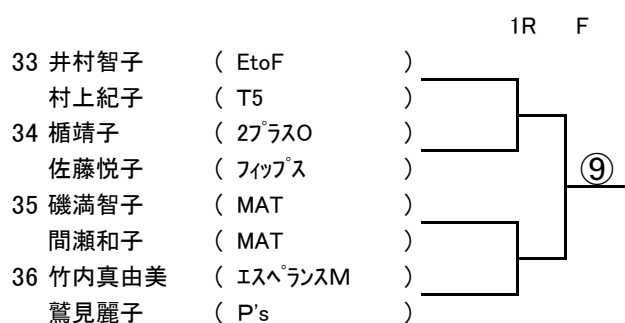 1R F
33 井村智子 ( EtoF )
村上紀子 ( T5 )
34 楯靖子 ( 2プラスO )
佐藤悦子 ( フィップス )
35 磯満智子 ( MAT )
間瀬和子 ( MAT )
36 竹内真由美 ( エスペランスM )
鷲見麗子 ( P's )
⑨